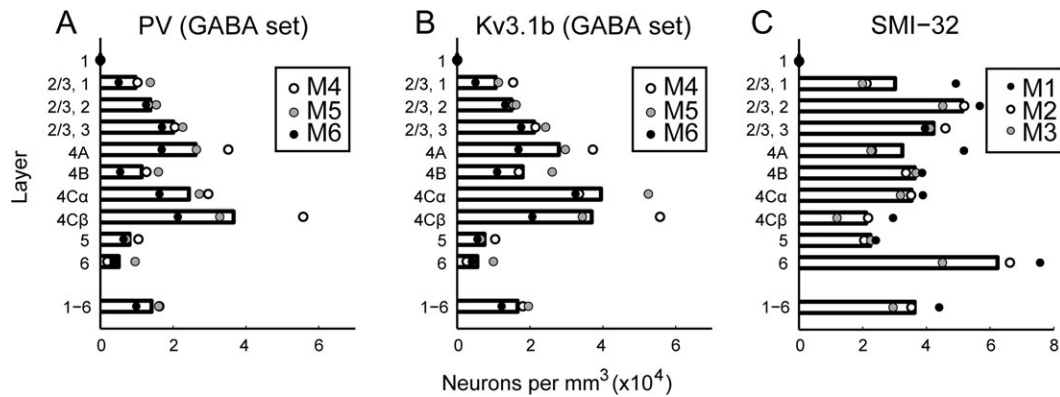 A PV (GABA set)
Layer
1
2/3, 1
2/3, 2
2/3, 3
4A
4B
4Cα
4Cβ
5
6
1−6
M4
M5
M6
0 2 4 6
B Kv3.1b (GABA set)
1
2/3, 1
2/3, 2
2/3, 3
4A
4B
4Cα
4Cβ
5
6
1−6
M4
M5
M6
0 2 4 6
C SMI−32
1
2/3, 1
2/3, 2
2/3, 3
4A
4B
4Cα
4Cβ
5
6
1−6
M1
M2
M3
0 2 4 6 8
Neurons per mm³ (x10⁴)